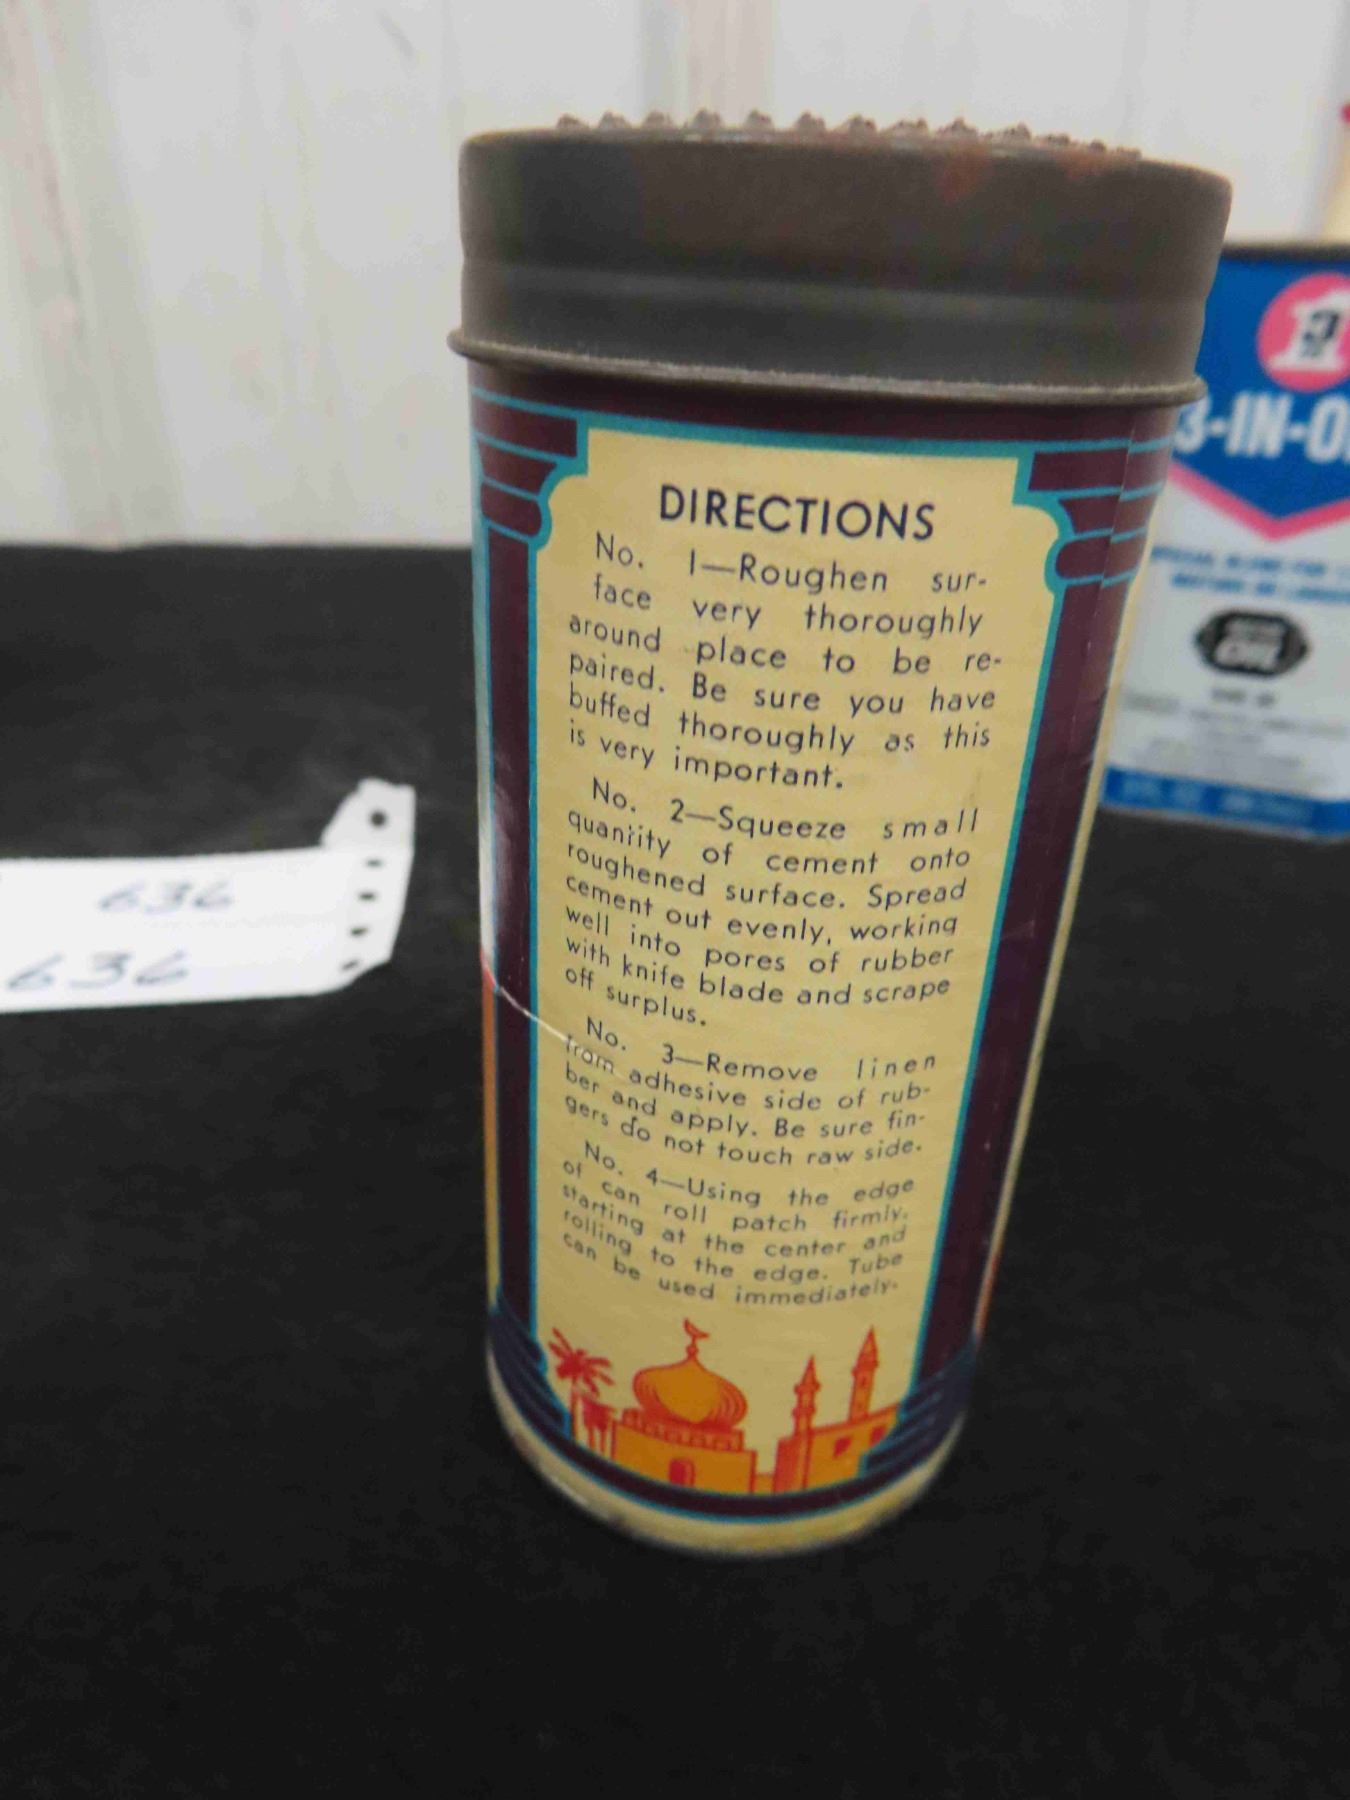 DIRECTIONS
No. 1—Roughen sur-
face very thoroughly
around place to be re-
paired. Be sure you have
buffed thoroughly as this
is very important.
No. 2—Squeeze small
quantity of cement onto
roughened surface. Spread
cement out evenly, working
well into pores of rubber
with knife blade and scrape
off surplus.
No. 3—Remove linen
from adhesive side of rub-
ber and apply. Be sure fin-
gers do not touch raw side.
No. 4—Using the edge
of can roll patch firmly,
starting at the center and
rolling to the edge. Tube
can be used immediately.
636
636
3-IN-O
OIL